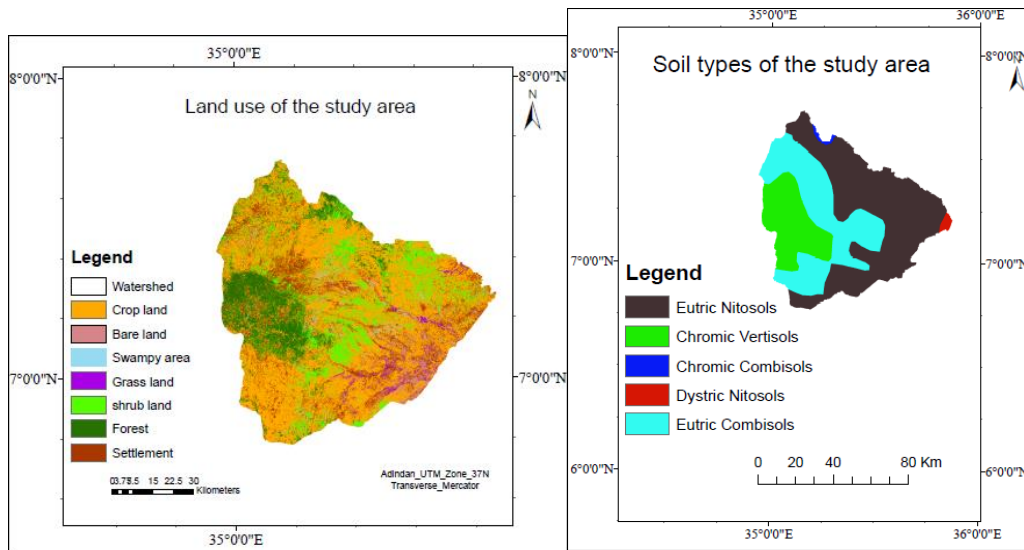 35°0'0"E
8°0'0"N
8°0'0"N
Land use of the study area
N
Legend
Watershed
Crop land
Bare land
Swampy area
Grass land
shrub land
Forest
Settlement
7°0'0"N
7°0'0"N
03.757.5 15 22.5 30
Kilometers
Adindan_UTM_Zone_37N
Transverse_Mercator
35°0'0"E
35°0'0"E
36°0'0"E
8°0'0"N
8°0'0"N
Soil types of the study area
N
7°0'0"N
7°0'0"N
Legend
Eutric Nitosols
Chromic Vertisols
Chromic Combisols
Dystric Nitosols
Eutric Combisols
0 20 40 80 Km
6°0'0"N
6°0'0"N
35°0'0"E
36°0'0"E